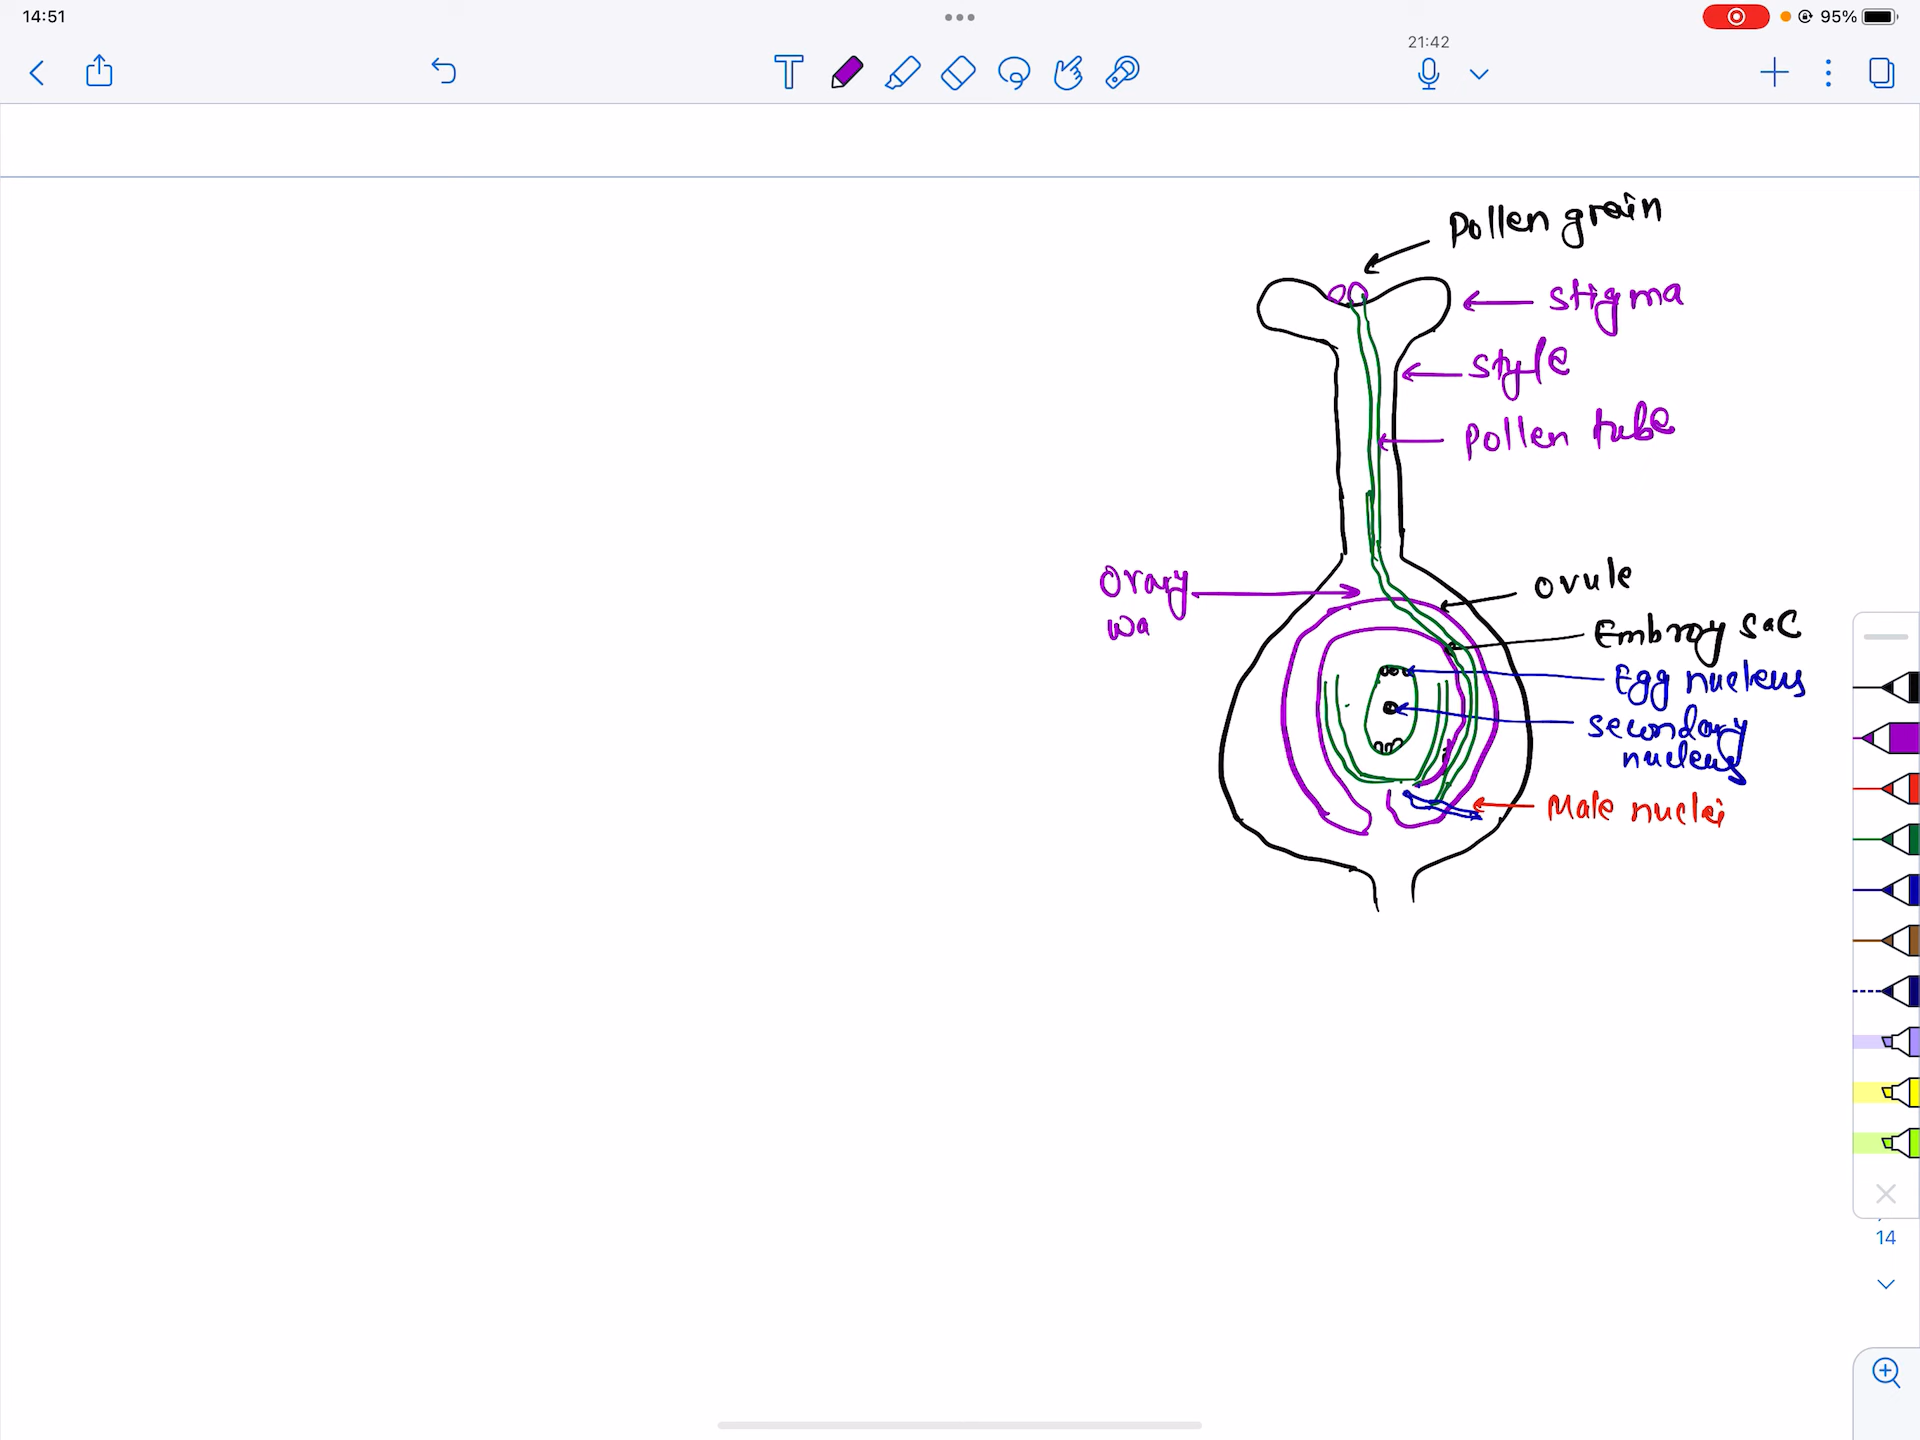 14:51
95%
21:42
Pollen grain
stigma
style
Pollen tube
Ovary
wa
ovule
Embroy sac
Egg nucleus
secondary
nucleus
Male nuclei
14